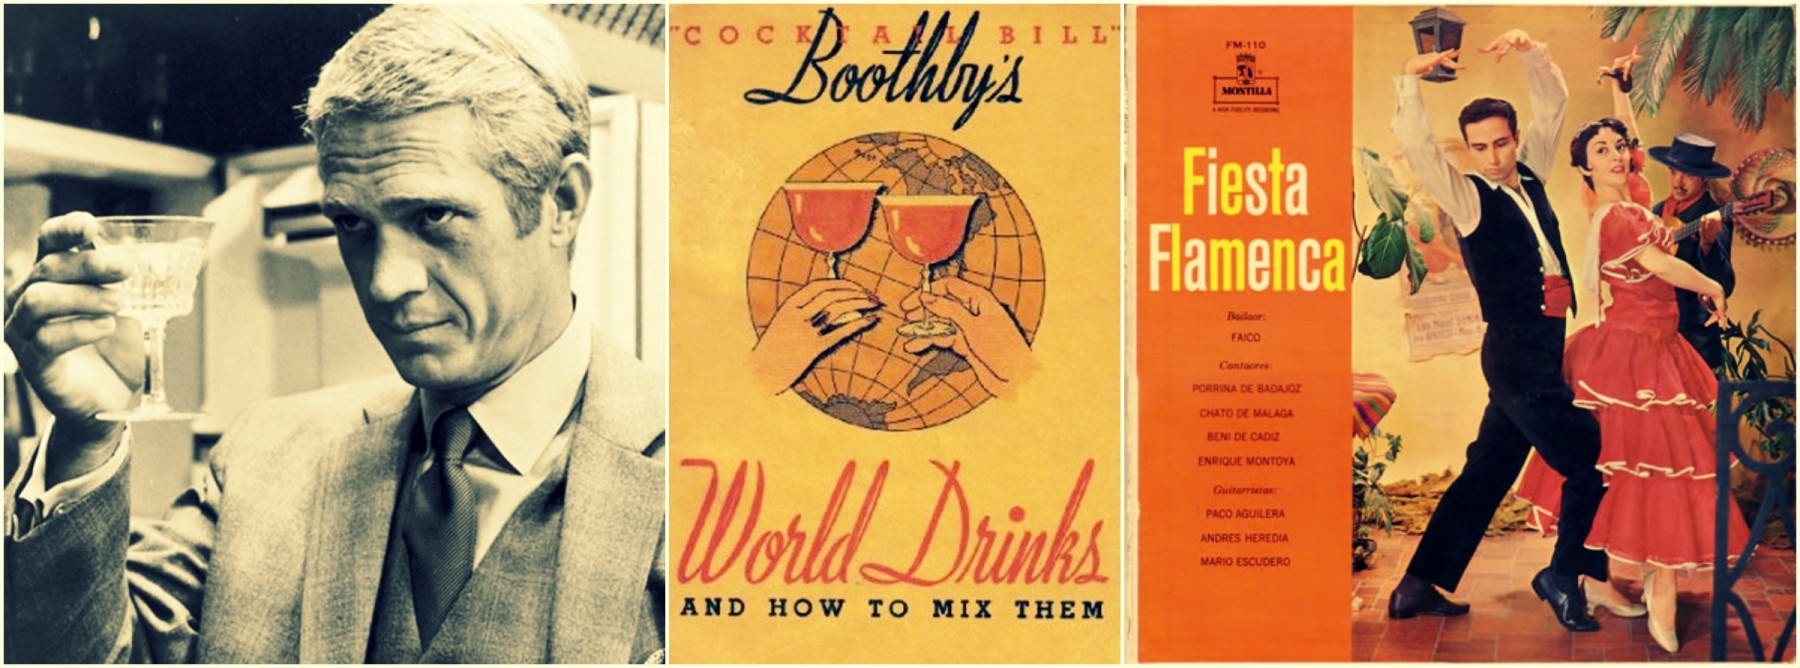 "COCKTAIL BILL"
Boothby's
World Drinks
AND HOW TO MIX THEM
FM-110
MONTILLA
A HIGH FIDELITY RECORDING
Fiesta
Flamenca
Bailaor:
FAICO
Cantaores:
PORRINA DE BADAJOZ
CHATO DE MALAGA
BENI DE CADIZ
ENRIQUE MONTOYA
Guitarristas:
PACO AGUILERA
ANDRES HEREDIA
MARIO ESCUDERO